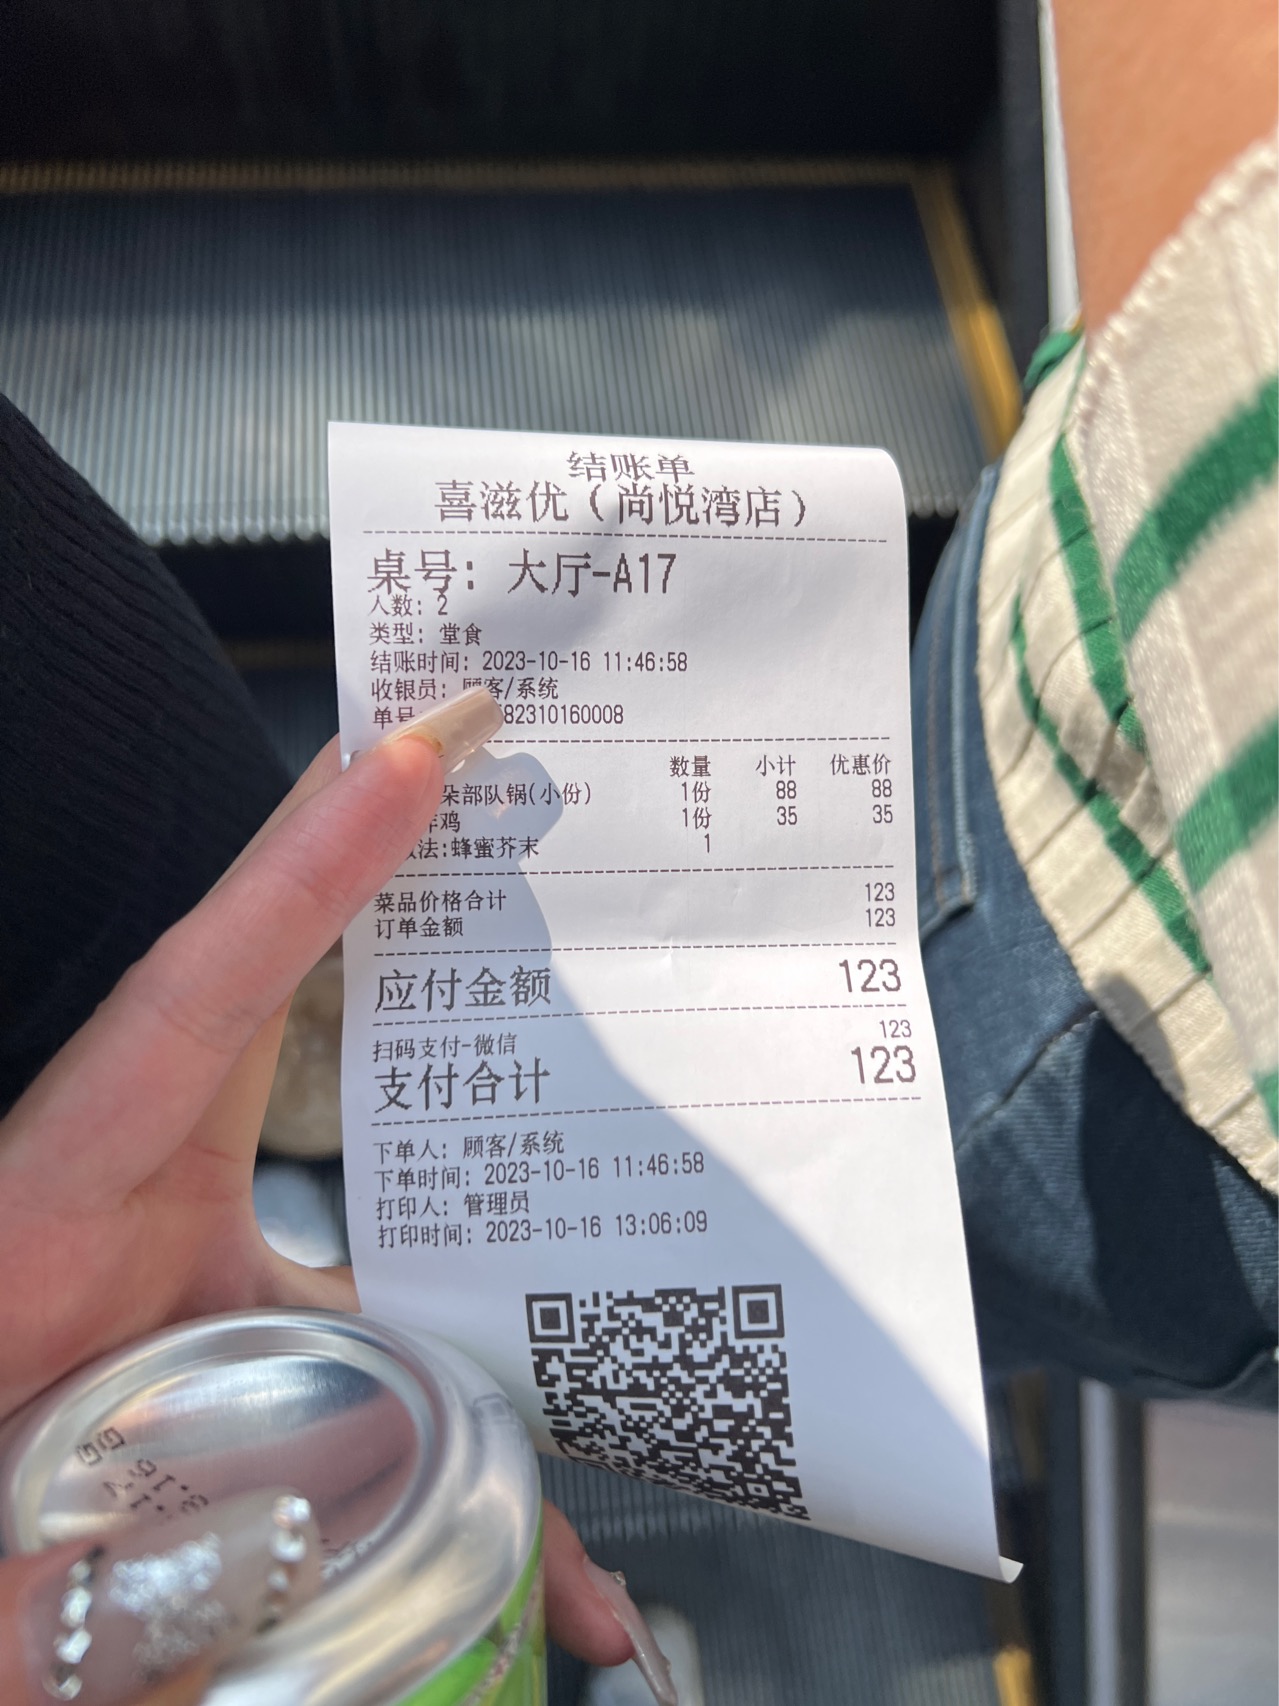 结账单
喜滋优（尚悦湾店）
桌号：大厅-A17
人数：2
类型：堂食
结账时间：2023-10-16 11:46:58
收银员：顾客/系统
单号 82310160008
数量 小计 优惠价
朵部队锅(小份) 1份 88 88
炸鸡 1份 35 35
法:蜂蜜芥末 1
菜品价格合计 123
订单金额 123
应付金额 123
扫码支付-微信 123
支付合计 123
下单人：顾客/系统
下单时间：2023-10-16 11:46:58
打印人：管理员
打印时间：2023-10-16 13:06:09